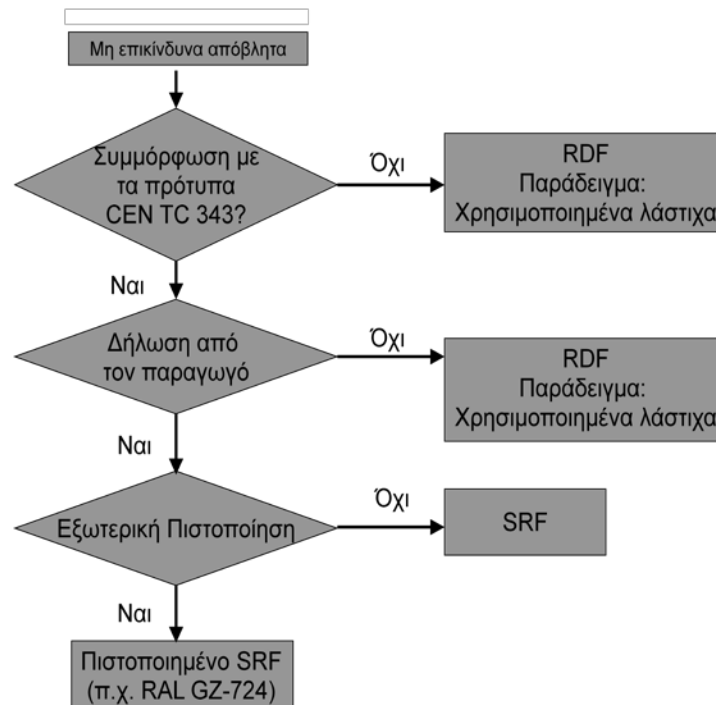 Μη επικίνδυνα απόβλητα
Συμμόρφωση με
τα πρότυπα
CEN TC 343?
Όχι
RDF
Παράδειγμα:
Χρησιμοποιημένα λάστιχα
Ναι
Δήλωση από
τον παραγωγό
Όχι
RDF
Παράδειγμα:
Χρησιμοποιημένα λάστιχα
Ναι
Εξωτερική Πιστοποίηση
Όχι
SRF
Ναι
Πιστοποιημένο SRF
(π.χ. RAL GZ-724)